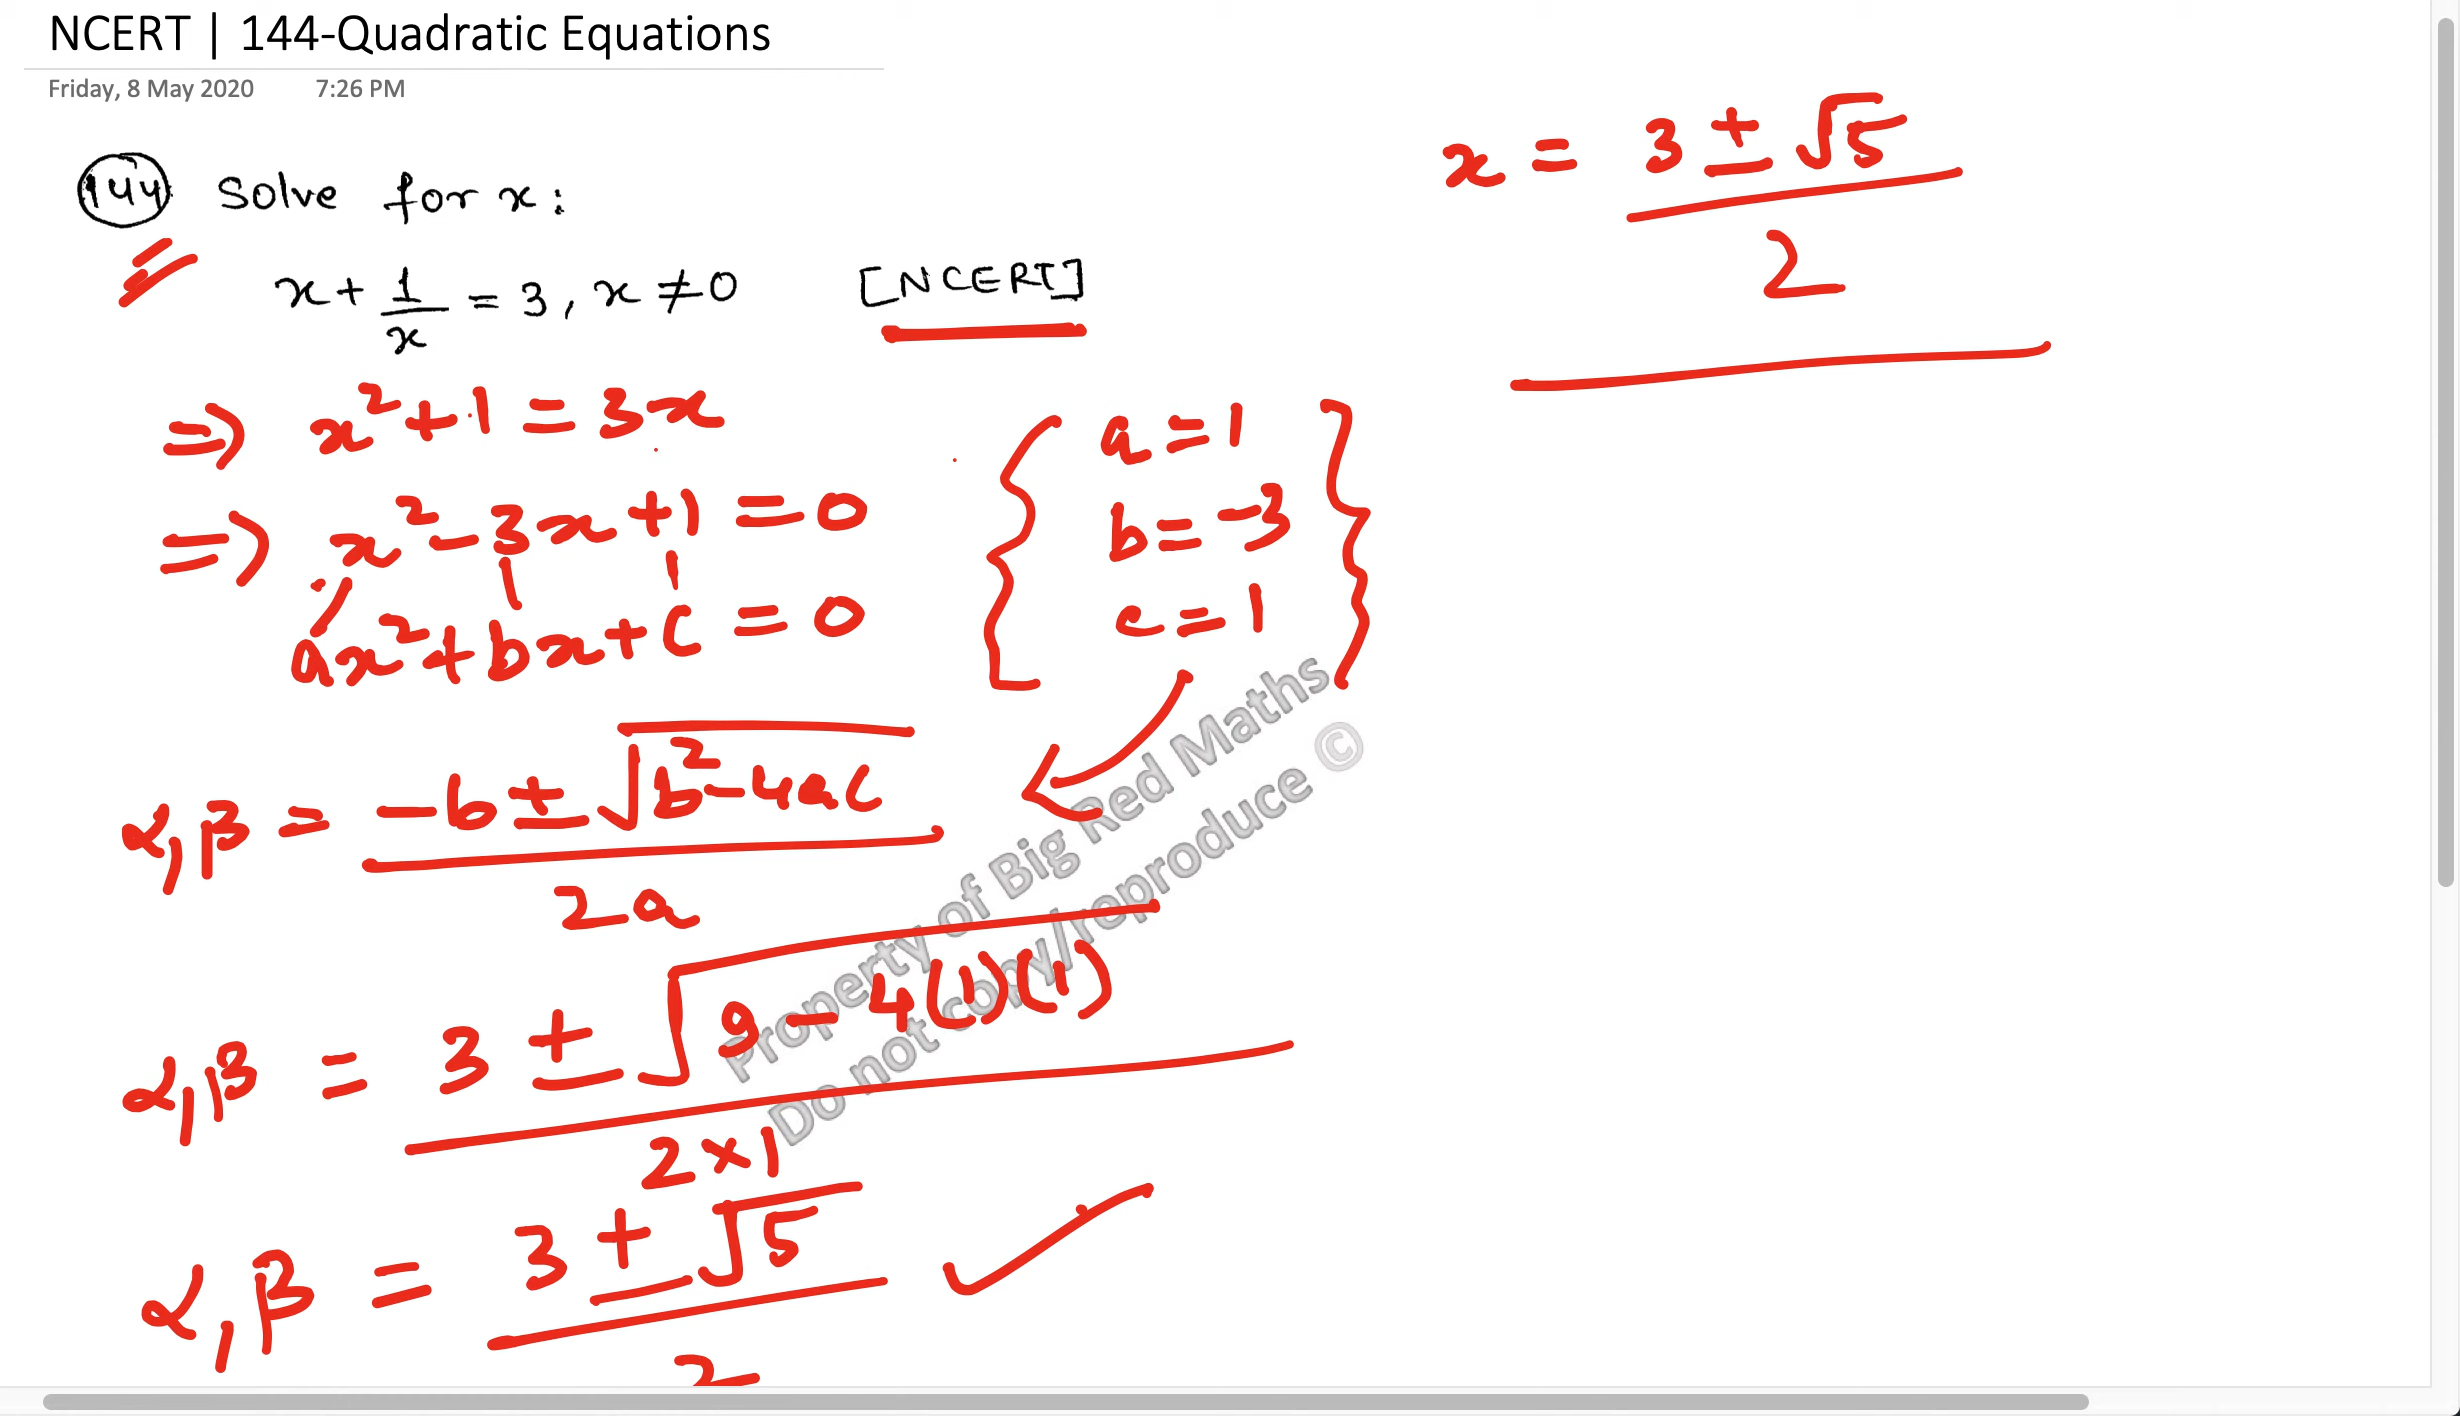 NCERT | 144-Quadratic Equations
Friday, 8 May 2020 7:26 PM
144 Solve for x:
x + 1/x = 3, x ≠ 0 [NCERT]
⇒ x² + 1 = 3x
⇒ x² - 3x + 1 = 0
ax² + bx + c = 0
{ a = 1
b = -3
c = 1 }
α, β = (-b ± √(b² - 4ac)) / 2a
α, β = (3 ± √(9 - 4(1)(1))) / (2 × 1)
α, β = (3 ± √5) / 2
x = (3 ± √5) / 2
Property of Big Red Maths
Do not copy/reproduce ©